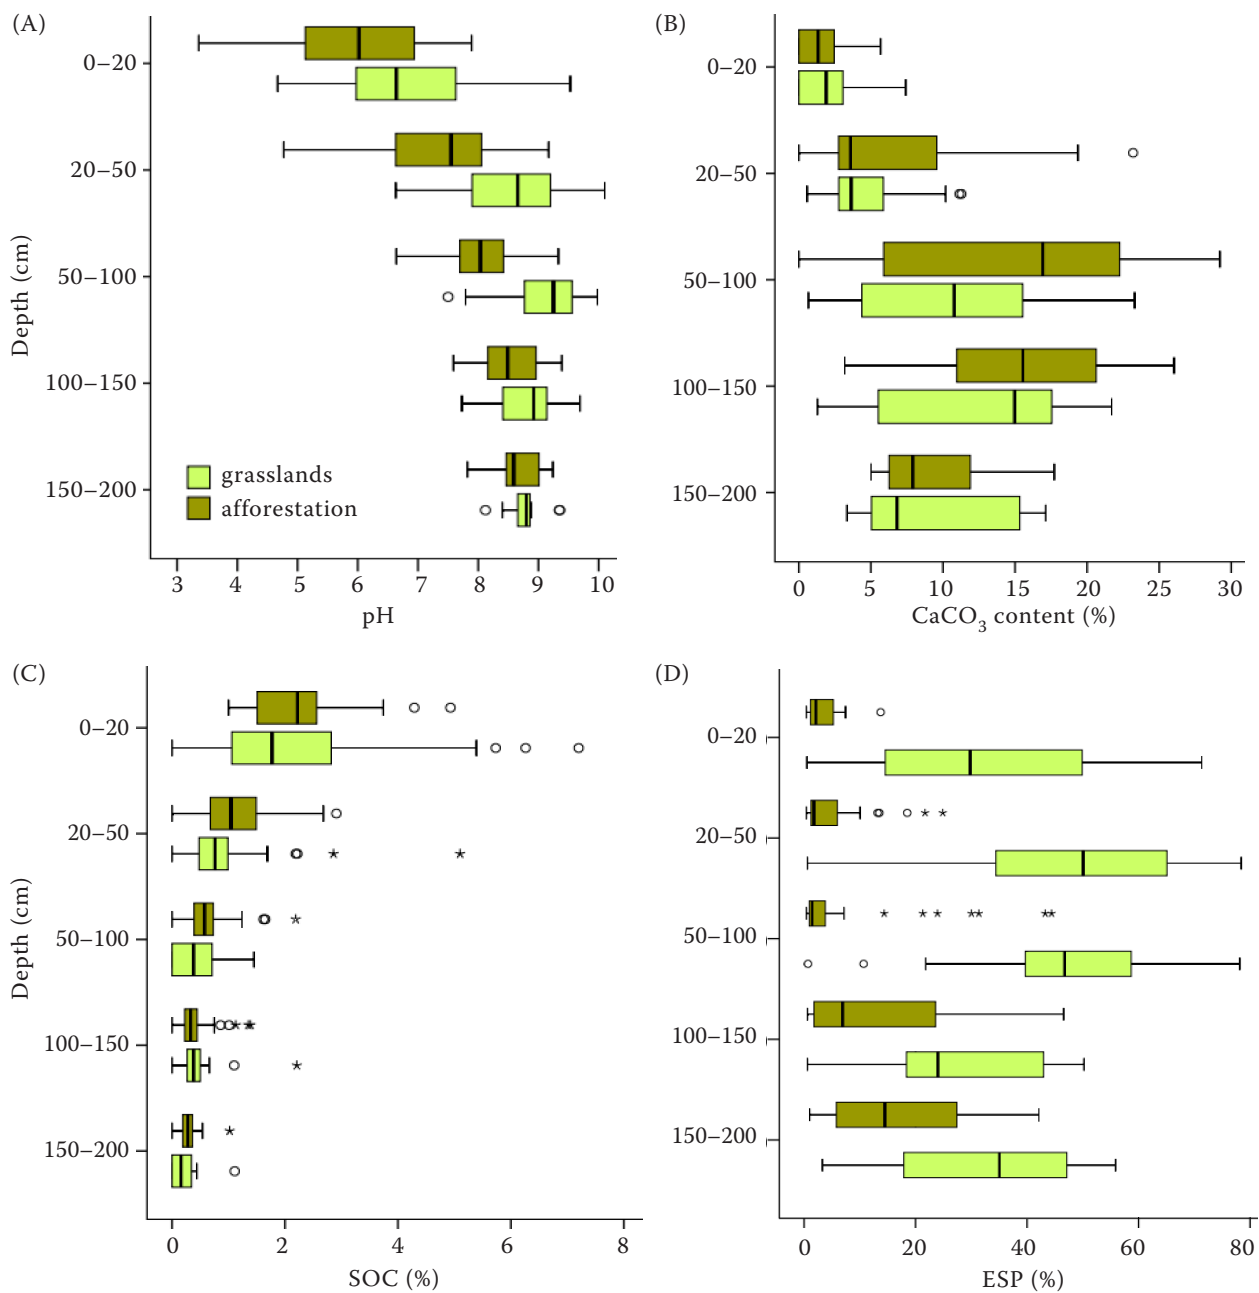 (A)
0–20
20–50
50–100
100–150
150–200
Depth (cm)
grasslands
afforestation
3 4 5 6 7 8 9 10
pH
(B)
0–20
20–50
50–100
100–150
150–200
0 5 10 15 20 25 30
CaCO₃ content (%)
(C)
0–20
20–50
50–100
100–150
150–200
Depth (cm)
0 2 4 6 8
SOC (%)
(D)
0–20
20–50
50–100
100–150
150–200
0 20 40 60 80
ESP (%)